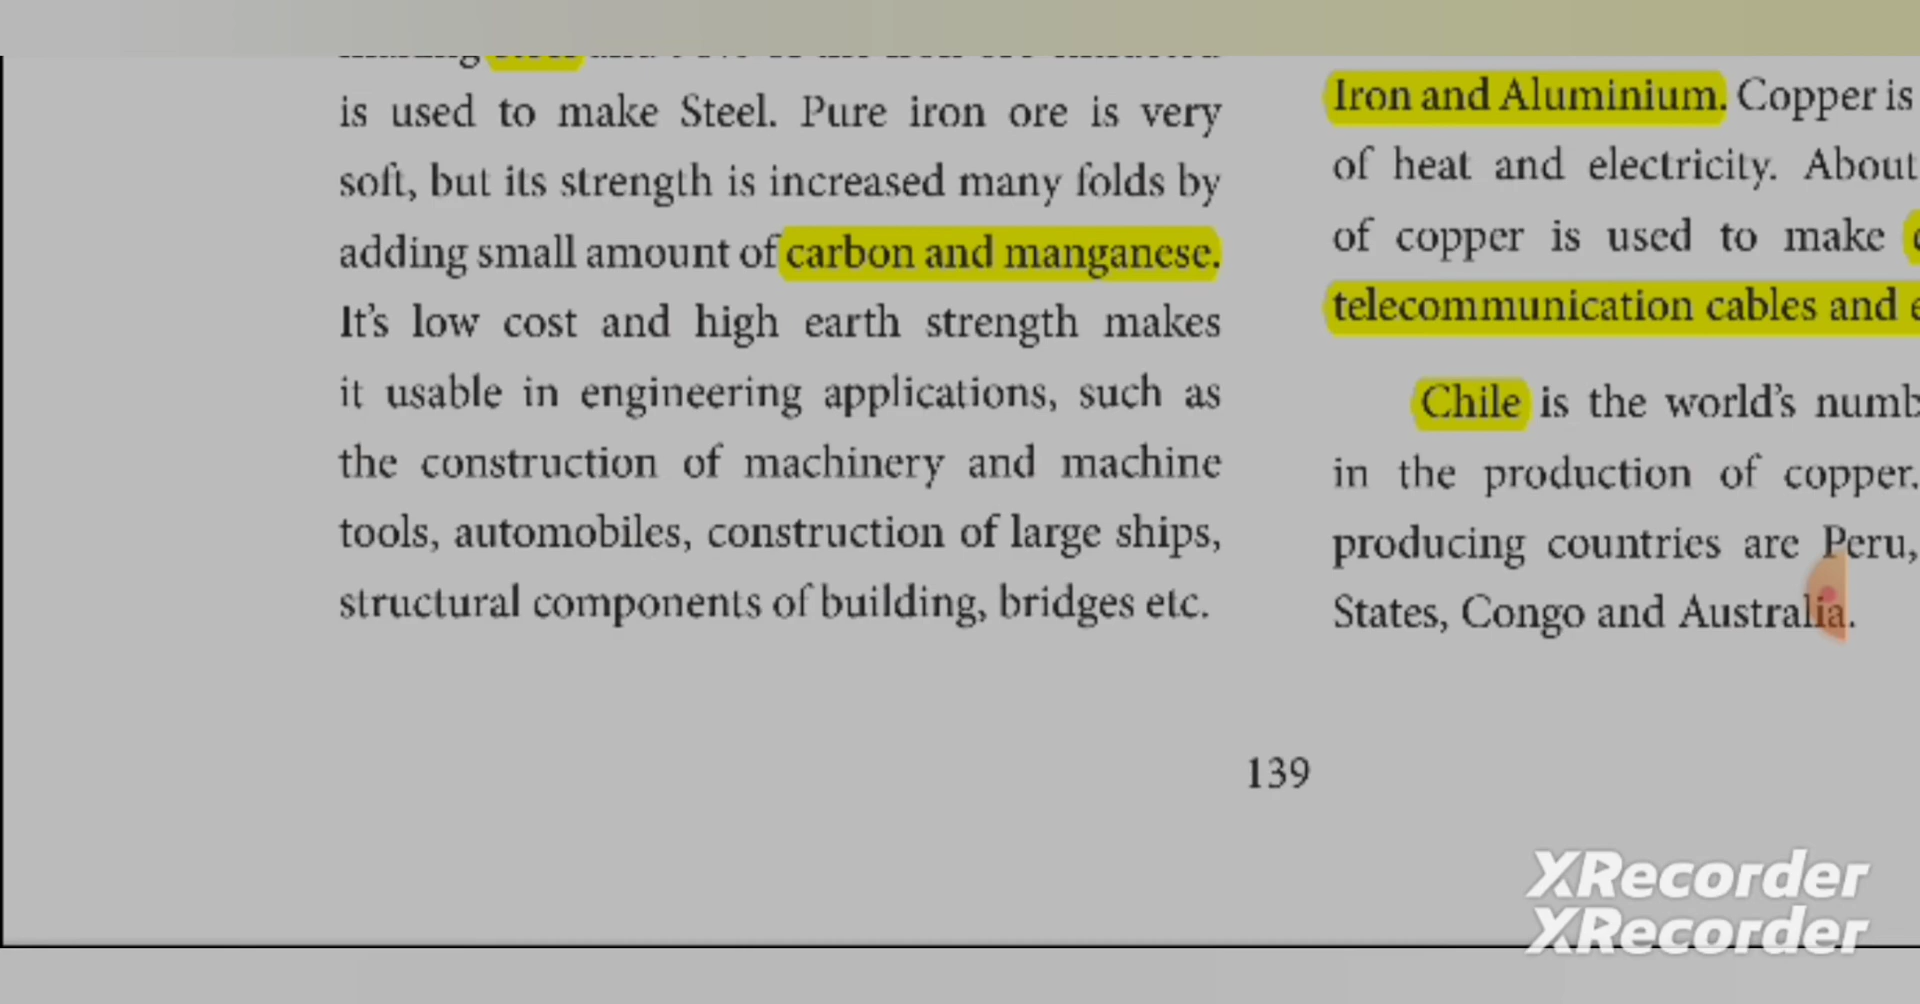 is used to make Steel. Pure iron ore is very
soft, but its strength is increased many folds by
adding small amount of carbon and manganese.
It's low cost and high earth strength makes
it usable in engineering applications, such as
the construction of machinery and machine
tools, automobiles, construction of large ships,
structural components of building, bridges etc.
Iron and Aluminium. Copper is
of heat and electricity. About
of copper is used to make
telecommunication cables and
Chile is the world's
in the production of copper.
producing countries are Peru,
States, Congo and Australia.
139
XRecorder
XRecorder